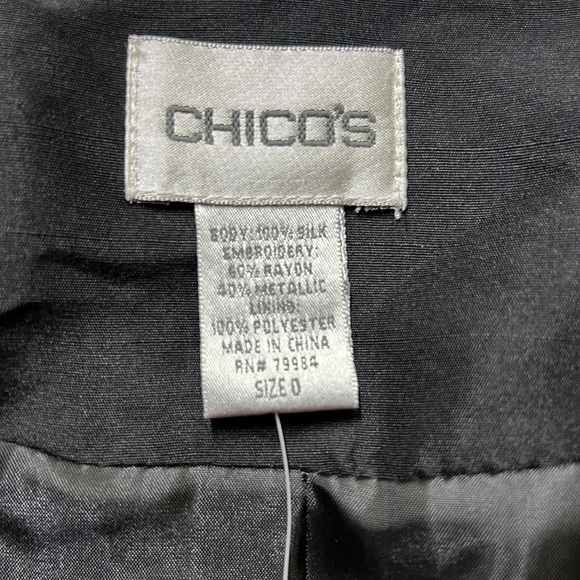 CHICO'S
BODY: 100% SILK
EMBROIDERY:
60% RAYON
40% METALLIC
LINING:
100% POLYESTER
MADE IN CHINA
RN# 79984
SIZE 0